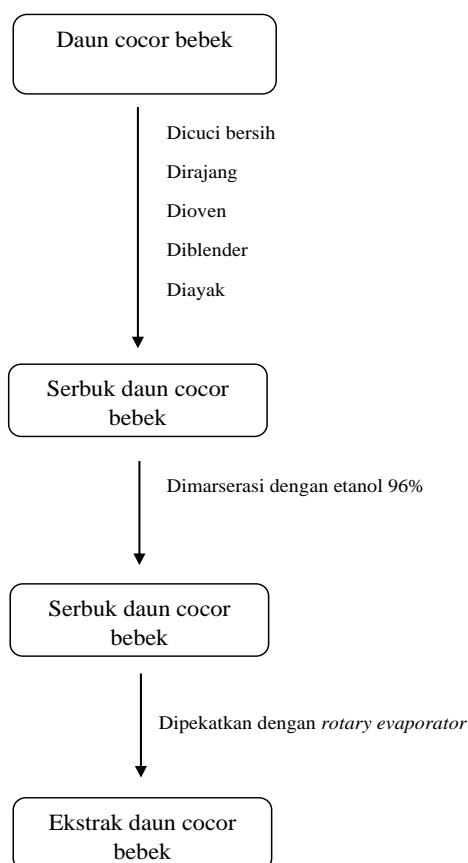 Daun cocor bebek
Dicuci bersih
Dirajang
Dioven
Diblender
Diayak
Serbuk daun cocor
bebek
Dimarserasi dengan etanol 96%
Serbuk daun cocor
bebek
Dipekatkan dengan rotary evaporator
Ekstrak daun cocor
bebek